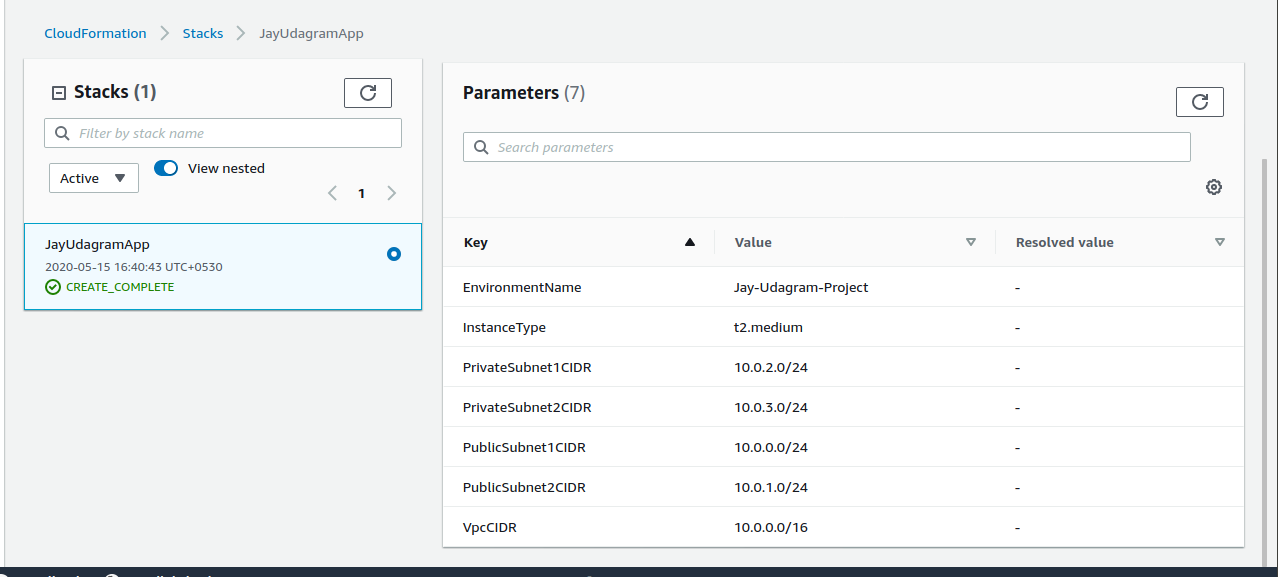 CloudFormation > Stacks > JayUdagramApp
Stacks (1)
Filter by stack name
Active
View nested
1
JayUdagramApp
2020-05-15 16:40:43 UTC+0530
CREATE_COMPLETE
Parameters (7)
Search parameters
Key Value Resolved value
EnvironmentName Jay-Udagram-Project -
InstanceType t2.medium -
PrivateSubnet1CIDR 10.0.2.0/24 -
PrivateSubnet2CIDR 10.0.3.0/24 -
PublicSubnet1CIDR 10.0.0.0/24 -
PublicSubnet2CIDR 10.0.1.0/24 -
VpcCIDR 10.0.0.0/16 -